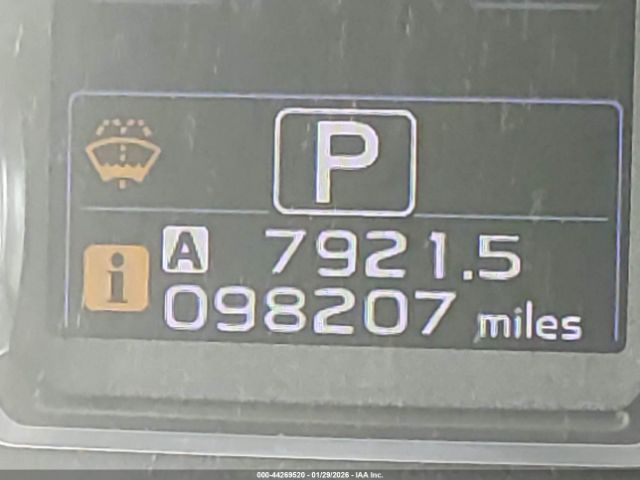 P
A 7921.5
i
098207 miles
000-44269520 - 01/29/2026 - IAA Inc.